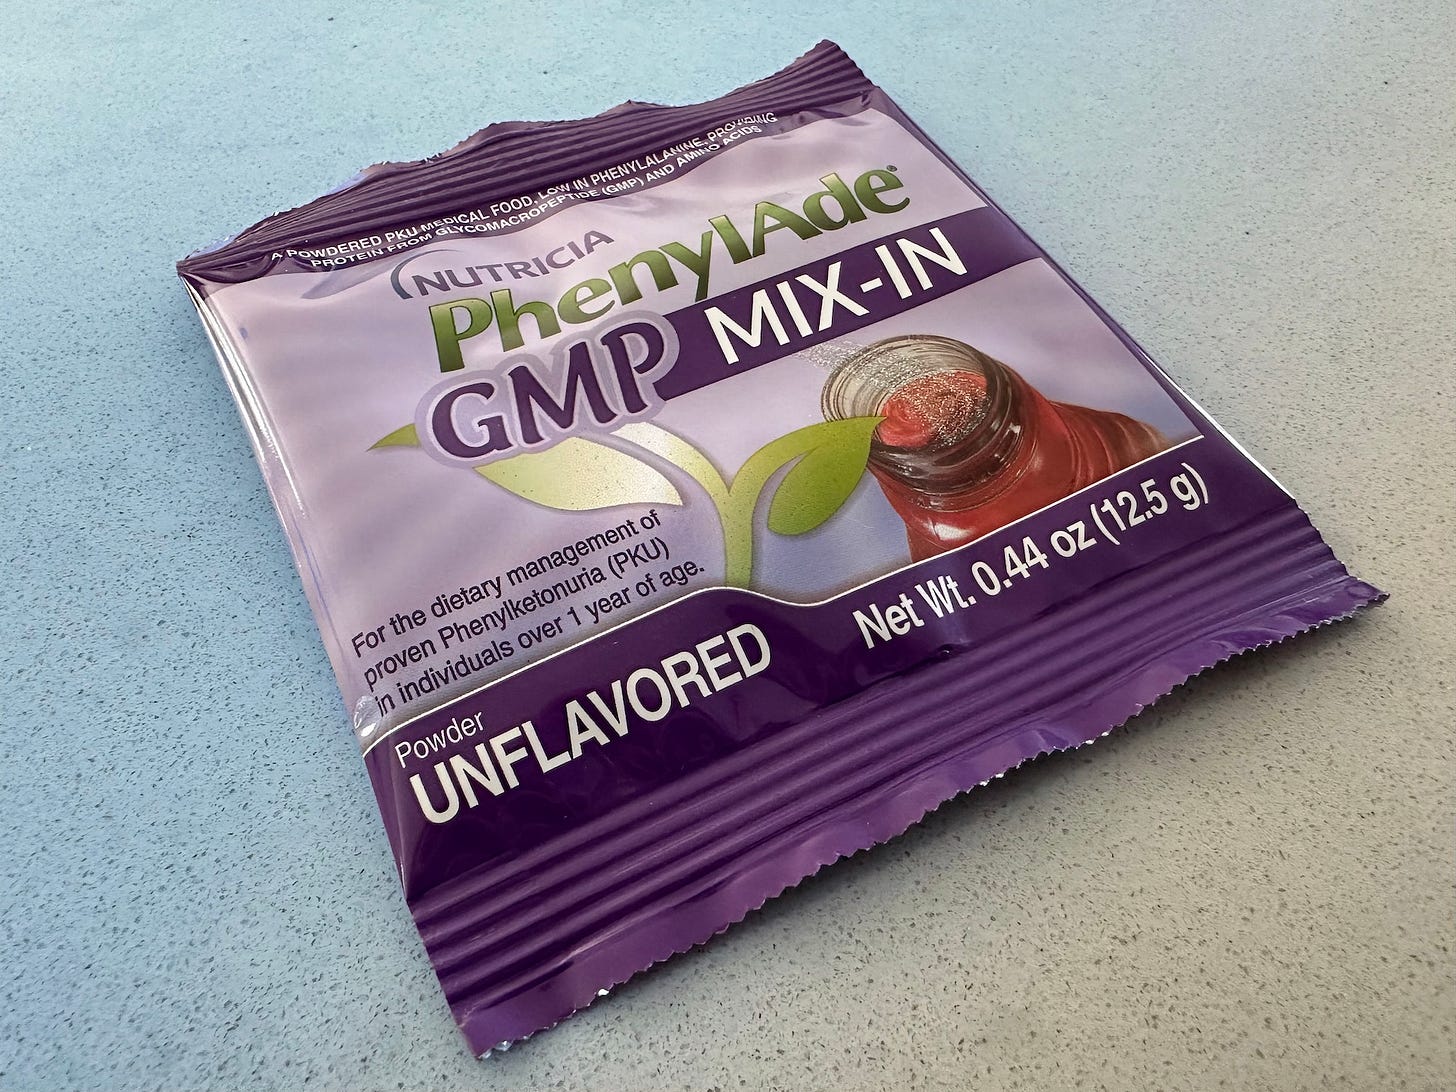 A POWDERED PKU MEDICAL FOOD, LOW IN PHENYLALANINE, PROVIDING
PROTEIN FROM GLYCOMACROPEPTIDE (GMP) AND AMINO ACIDS
NUTRICIA
PhenylAde®
GMP MIX-IN
For the dietary management of
proven Phenylketonuria (PKU)
in individuals over 1 year of age.
Powder
UNFLAVORED
Net Wt. 0.44 oz (12.5 g)